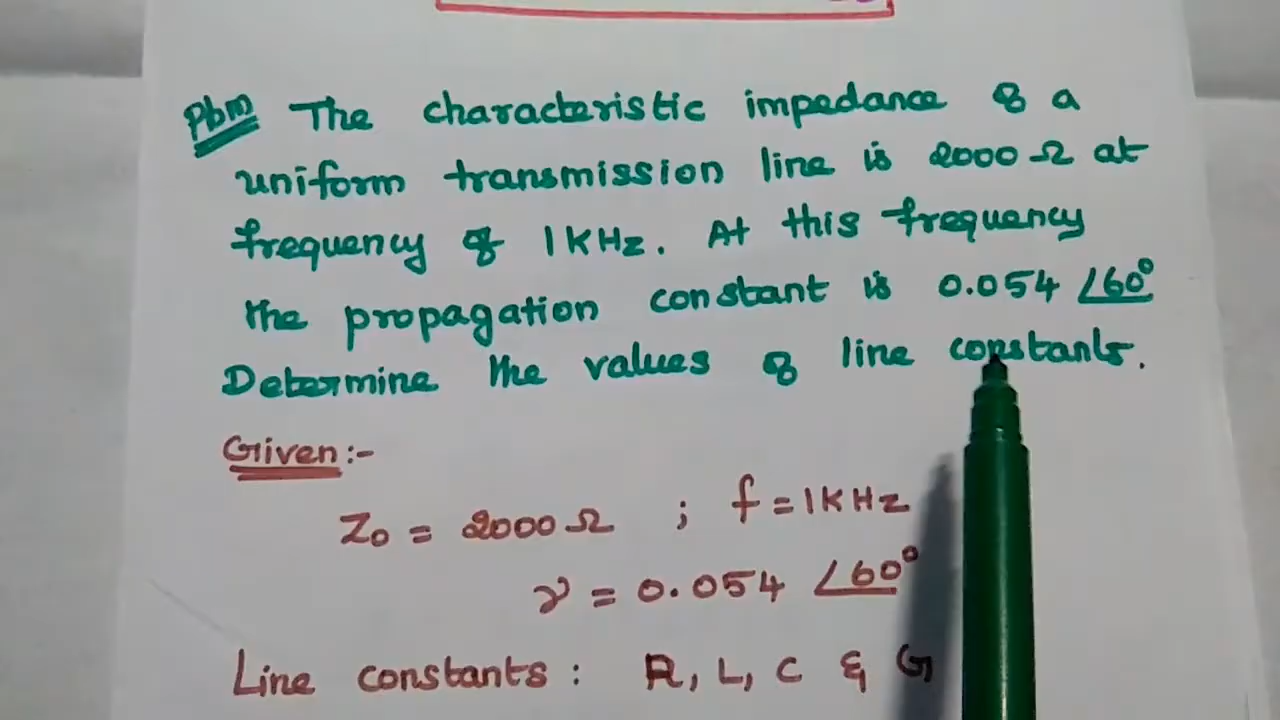 Pbm The characteristic impedance of a
uniform transmission line is 2000 Ω at
frequency of 1 KHz. At this frequency
the propagation constant is 0.054 ∠60°
Determine the values of line constants.
Given:-
Z₀ = 2000 Ω ; f = 1 KHz
γ = 0.054 ∠60°
Line constants : R, L, C & G